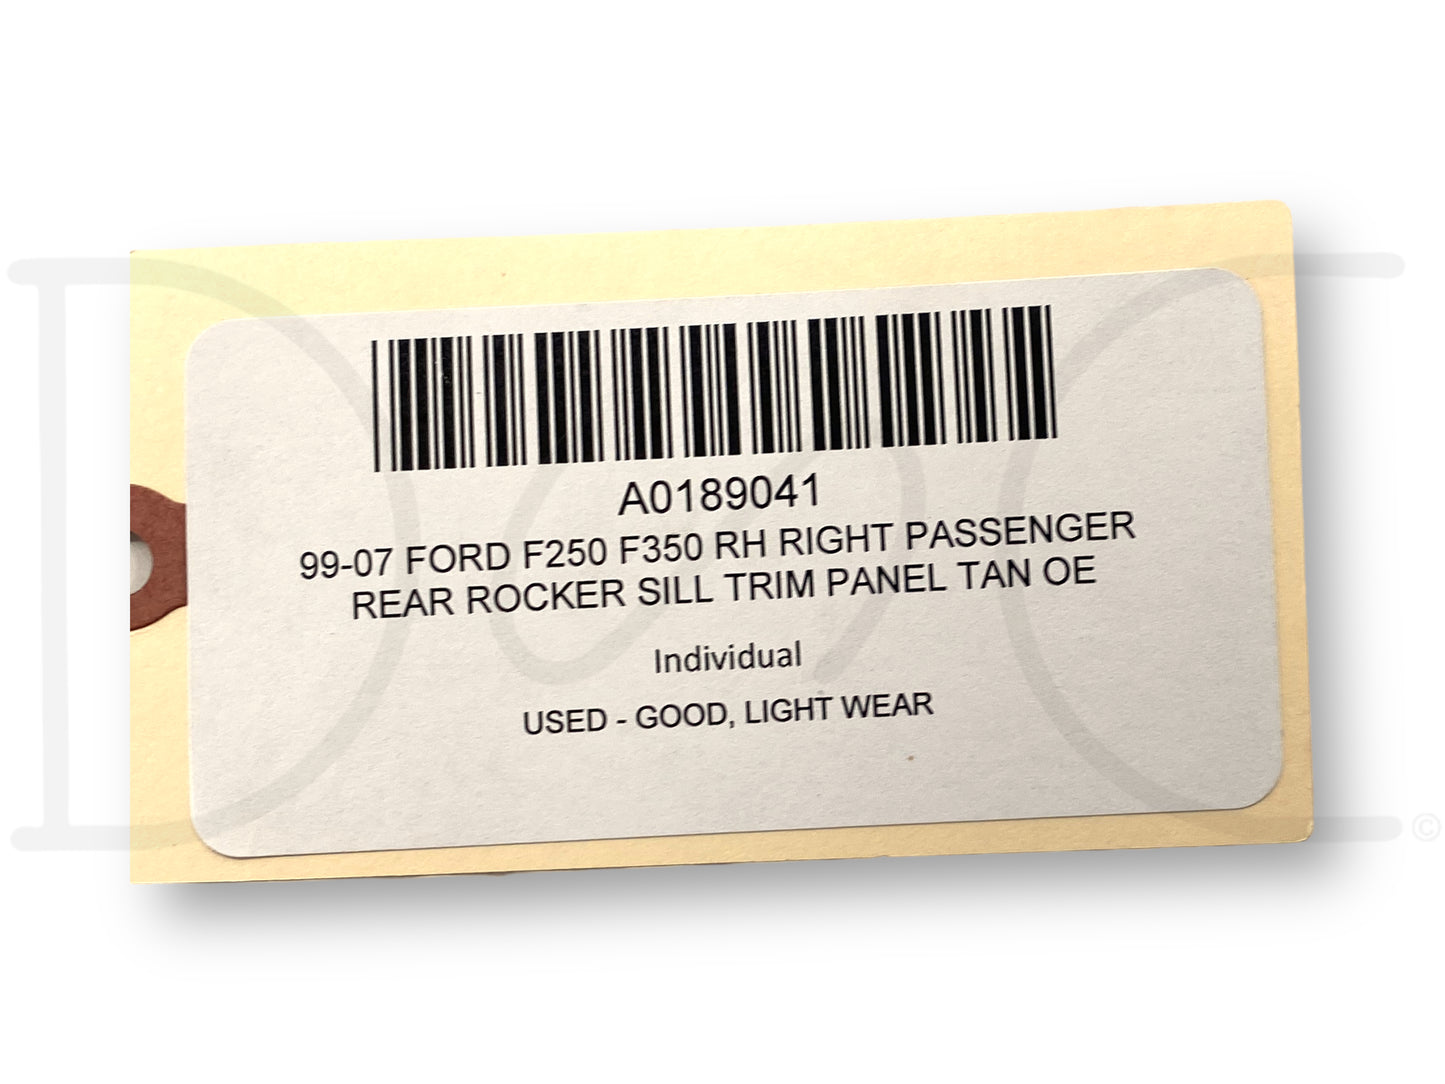 A0189041
99-07 FORD F250 F350 RH RIGHT PASSENGER
REAR ROCKER SILL TRIM PANEL TAN OE
Individual
USED - GOOD, LIGHT WEAR
©